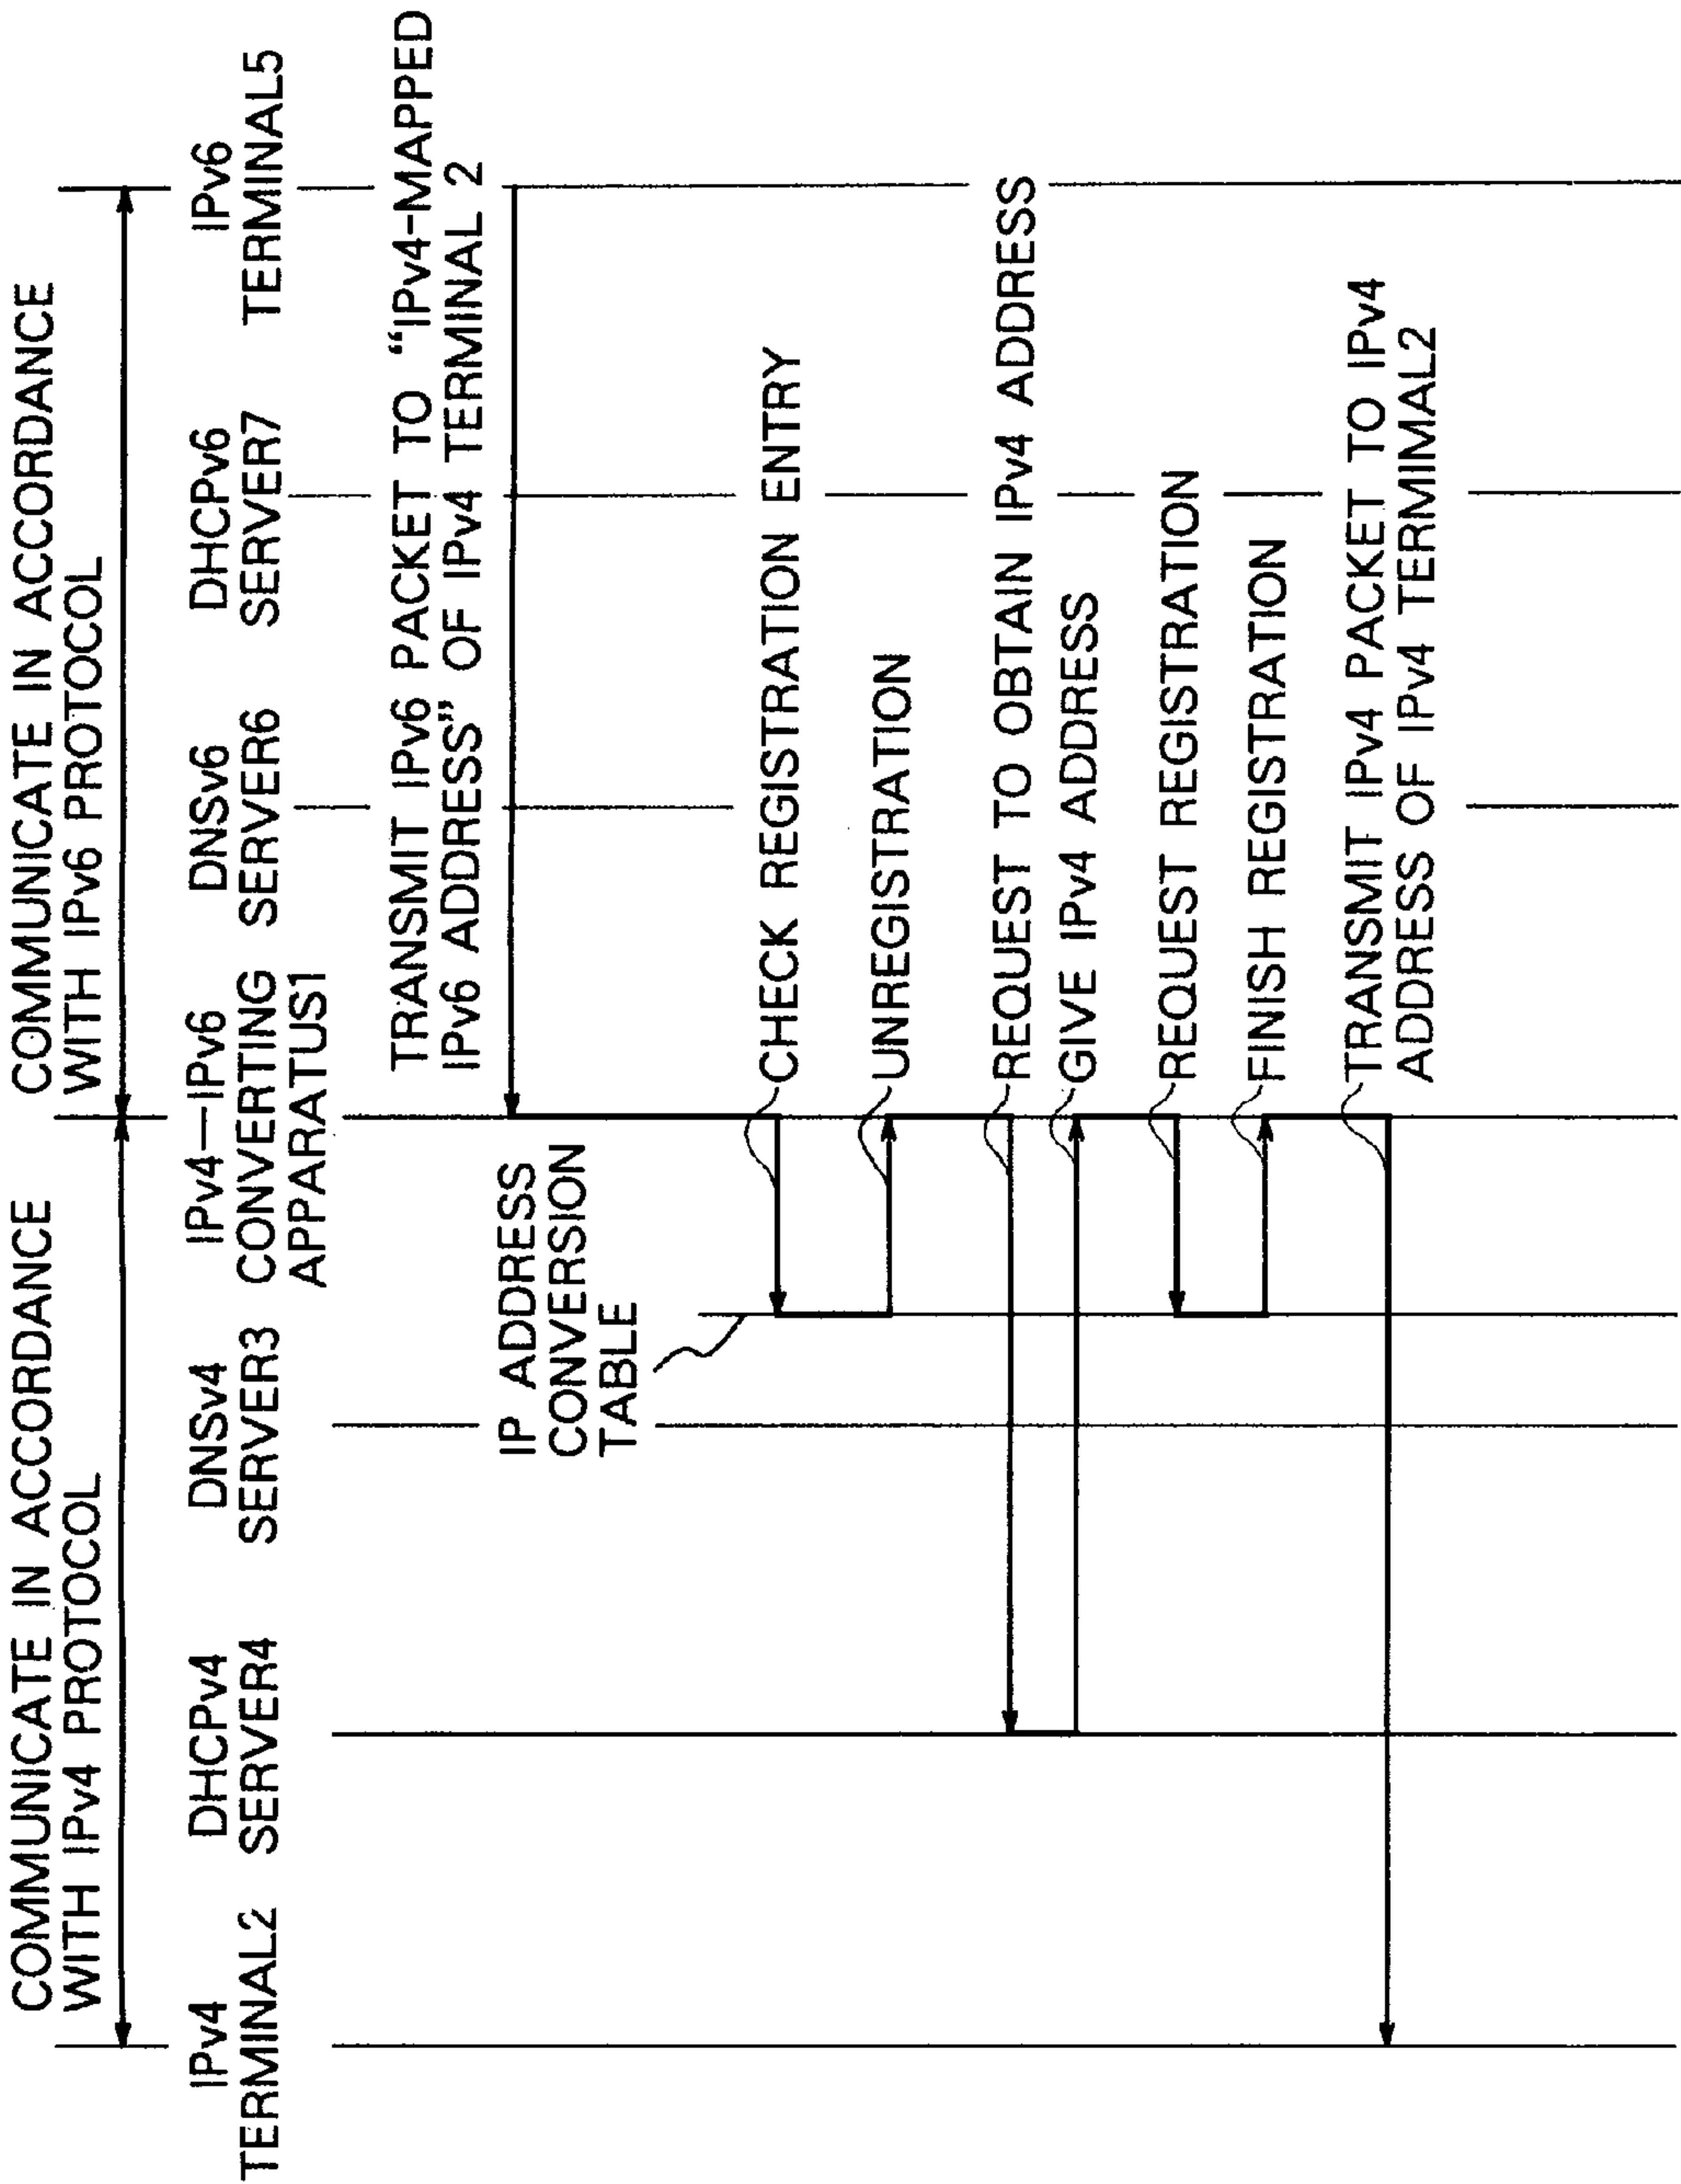 COMMUNICATE IN ACCORDANCE
WITH IPv4 PROTOCOL
COMMUNICATE IN ACCORDANCE
WITH IPv6 PROTOCOL
IPv4
TERMINAL2
DHCPv4
SERVER4
DNSv4
SERVER3
IPv4—IPv6
CONVERTING
APPARATUS1
DNSv6
SERVER6
DHCPv6
SERVER7
IPv6
TERMINAL5
TRANSMIT IPv6 PACKET TO “IPv4-MAPPED
IPv6 ADDRESS” OF IPv4 TERMINAL 2
IP ADDRESS
CONVERSION
TABLE
CHECK REGISTRATION ENTRY
UNREGISTRATION
REQUEST TO OBTAIN IPv4 ADDRESS
GIVE IPv4 ADDRESS
REQUEST REGISTRATION
FINISH REGISTRATION
TRANSMIT IPv4 PACKET TO IPv4
ADDRESS OF IPv4 TERMIMAL2